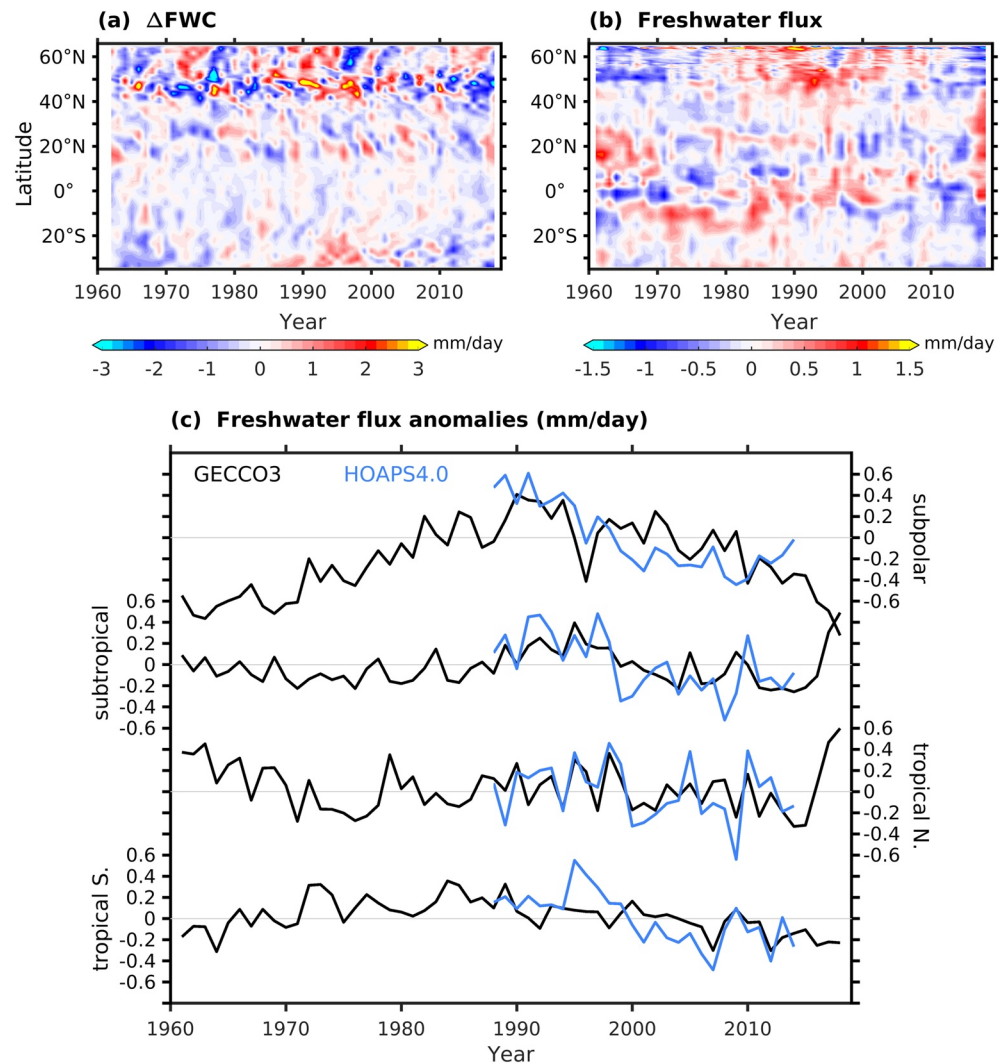 (a) ΔFWC
(b) Freshwater flux
60°N
40°N
20°N
0°
20°S
Latitude
1960 1970 1980 1990 2000 2010
Year
-3 -2 -1 0 1 2 3 mm/day
60°N
40°N
20°N
0°
20°S
1960 1970 1980 1990 2000 2010
Year
-1.5 -1 -0.5 0 0.5 1 1.5 mm/day
(c) Freshwater flux anomalies (mm/day)
GECCO3 HOAPS4.0
0.6
0.4
0.2
0
-0.2
-0.4
-0.6
subpolar
0.6
0.2
0
-0.2
-0.6
subtropical
0.6
0.4
0.2
0
-0.2
-0.4
-0.6
tropical N.
0.6
0.4
0.2
0
-0.2
-0.6
tropical S.
1960 1970 1980 1990 2000 2010
Year